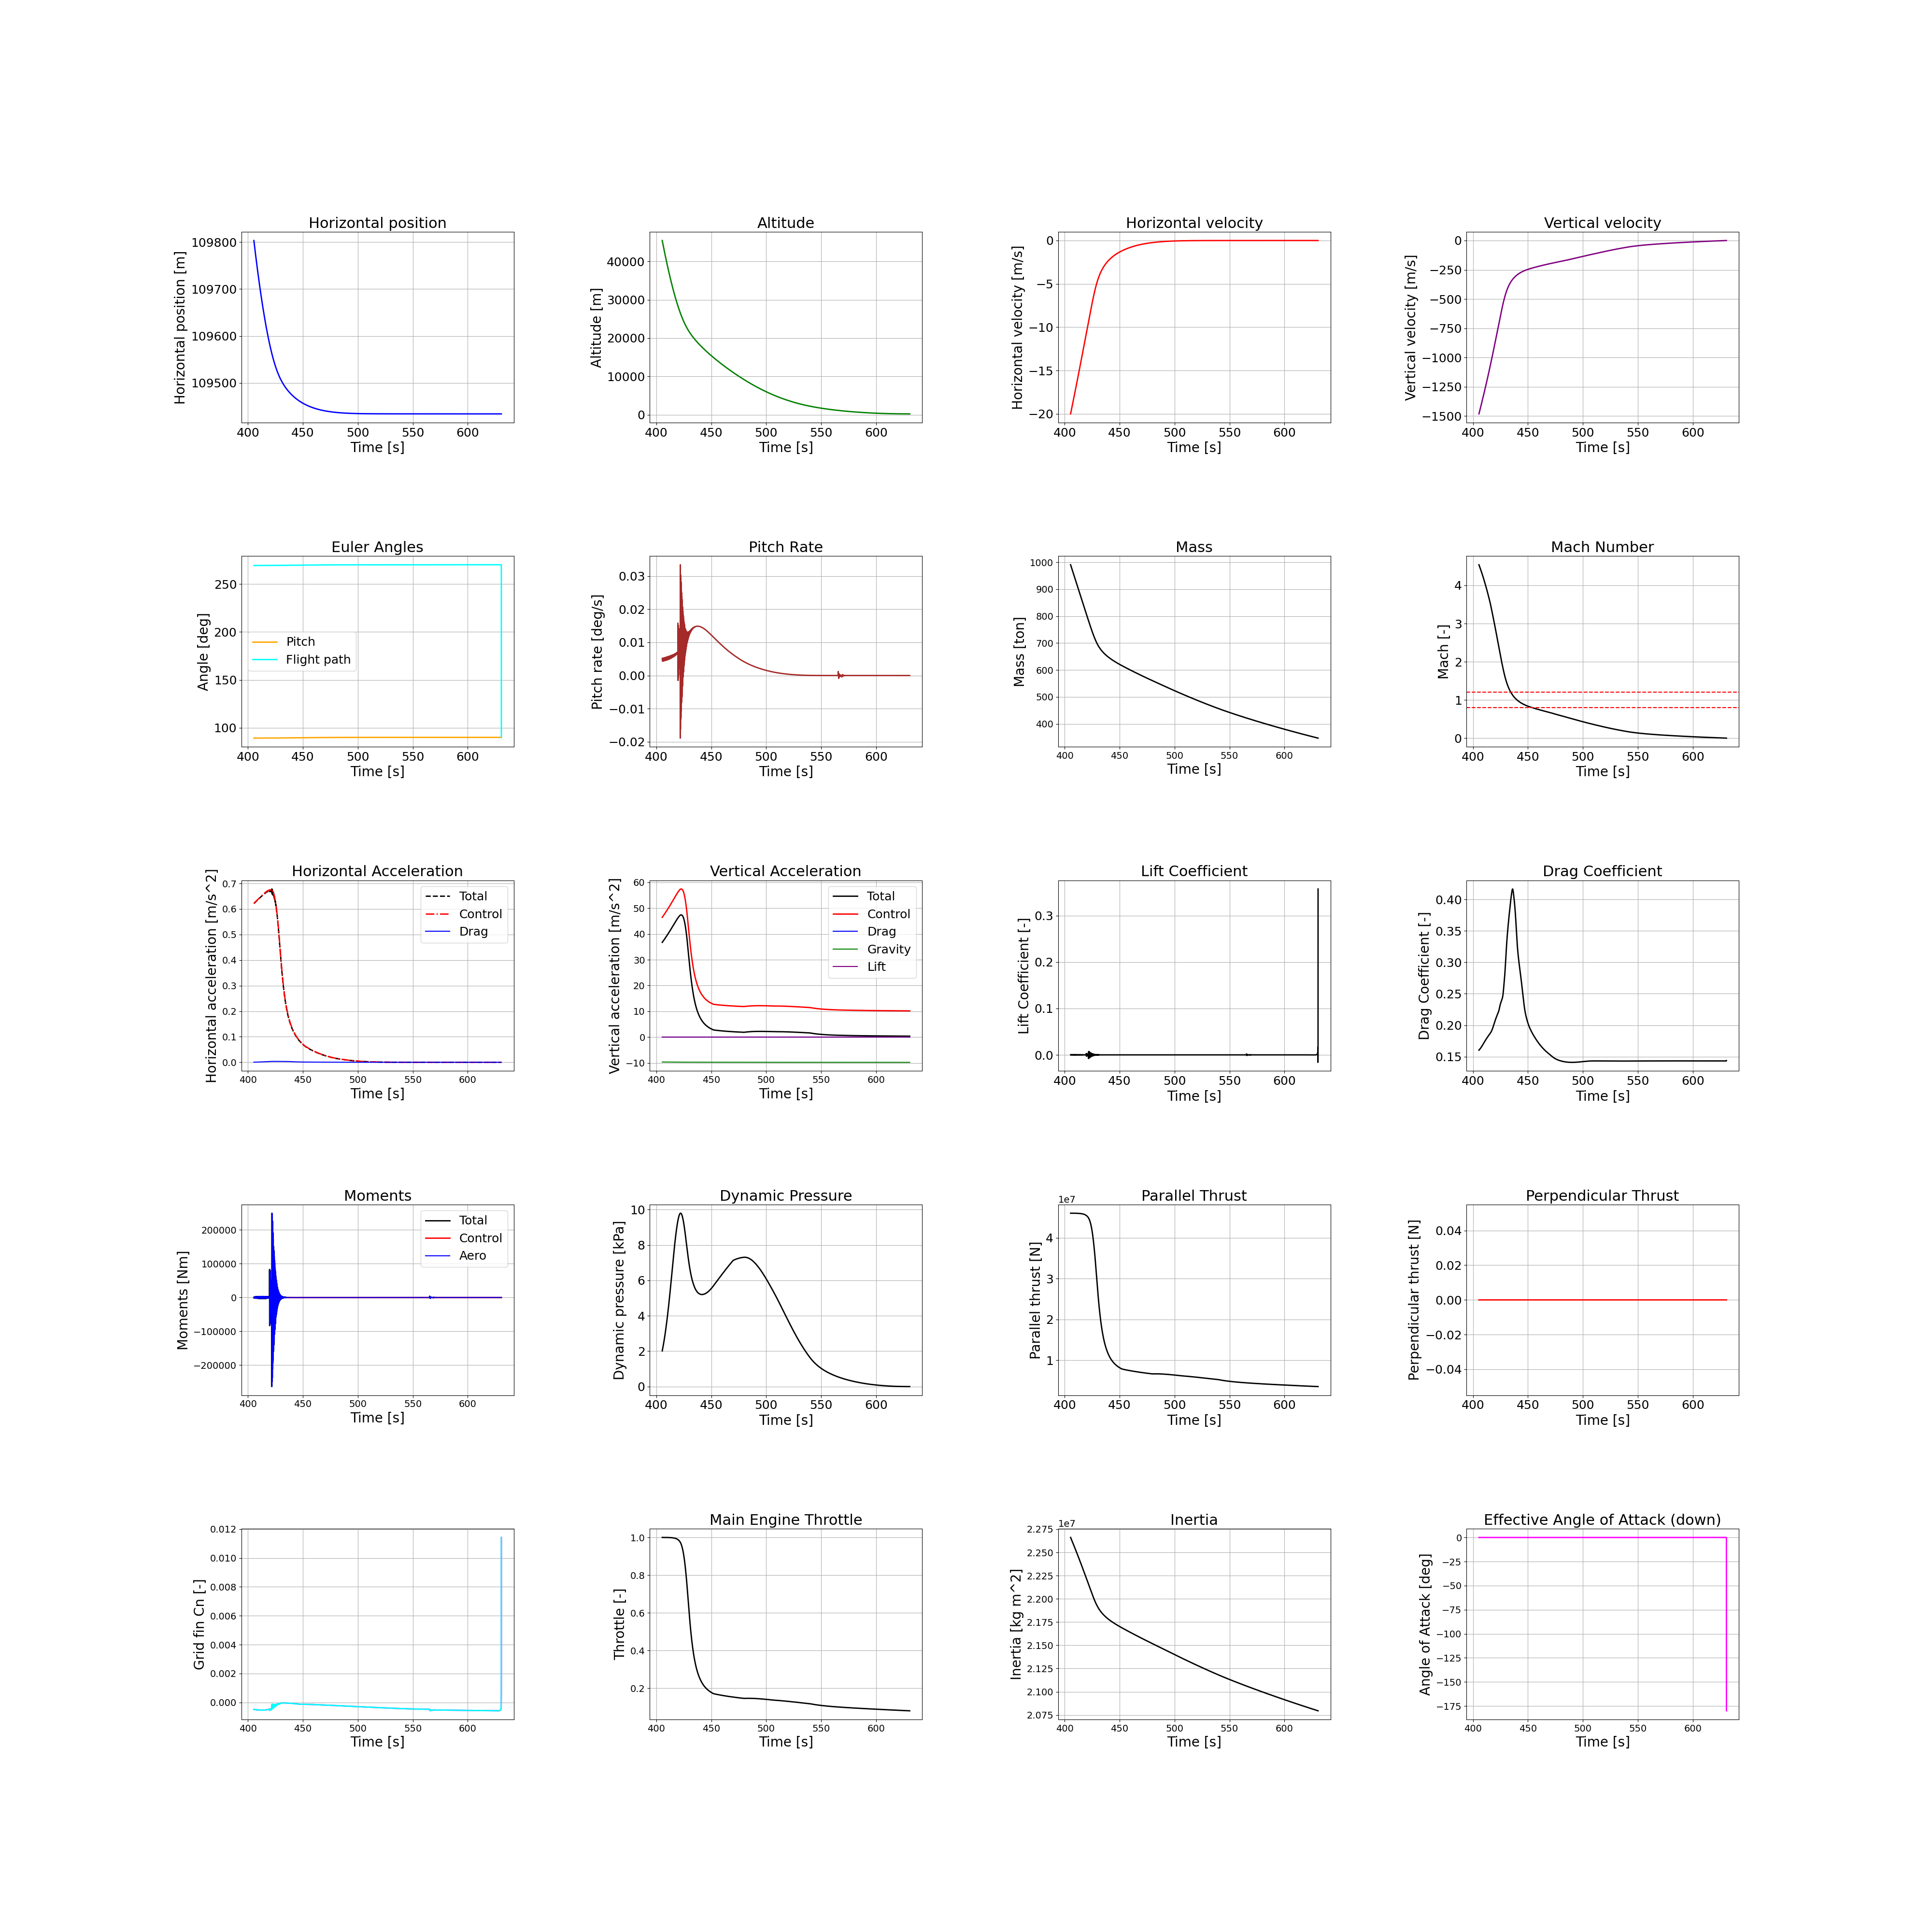 Horizontal position
Horizontal position [m]
109800
109700
109600
109500
400 450 500 550 600
Time [s]
Altitude
Altitude [m]
40000
30000
20000
10000
0
400 450 500 550 600
Time [s]
Horizontal velocity
Horizontal velocity [m/s]
0
−5
−10
−15
−20
400 450 500 550 600
Time [s]
Vertical velocity
Vertical velocity [m/s]
0
−250
−500
−750
−1000
−1250
−1500
400 450 500 550 600
Time [s]
Euler Angles
Angle [deg]
250
200
150
100
Pitch
Flight path
400 450 500 550 600
Time [s]
Pitch Rate
Pitch rate [deg/s]
0.03
0.02
0.01
0.00
−0.01
−0.02
400 450 500 550 600
Time [s]
Mass
Mass [ton]
1000
900
800
700
600
500
400
400 450 500 550 600
Time [s]
Mach Number
Mach [-]
4
3
2
1
0
400 450 500 550 600
Time [s]
Horizontal Acceleration
Horizontal acceleration [m/s^2]
0.7
0.6
0.5
0.4
0.3
0.2
0.1
0.0
Total
Control
Drag
400 450 500 550 600
Time [s]
Vertical Acceleration
Vertical acceleration [m/s^2]
60
50
40
30
20
10
0
−10
Total
Control
Drag
Gravity
Lift
400 450 500 550 600
Time [s]
Lift Coefficient
Lift Coefficient [-]
0.3
0.2
0.1
0.0
400 450 500 550 600
Time [s]
Drag Coefficient
Drag Coefficient [-]
0.40
0.35
0.30
0.25
0.20
0.15
400 450 500 550 600
Time [s]
Moments
Moments [Nm]
200000
100000
0
−100000
−200000
Total
Control
Aero
400 450 500 550 600
Time [s]
Dynamic Pressure
Dynamic pressure [kPa]
10
8
6
4
2
0
400 450 500 550 600
Time [s]
Parallel Thrust
1e7
Parallel thrust [N]
4
3
2
1
400 450 500 550 600
Time [s]
Perpendicular Thrust
Perpendicular thrust [N]
0.04
0.02
0.00
−0.02
−0.04
400 450 500 550 600
Time [s]
Grid fin Cn [-]
0.012
0.010
0.008
0.006
0.004
0.002
0.000
400 450 500 550 600
Time [s]
Main Engine Throttle
Throttle [-]
1.0
0.8
0.6
0.4
0.2
400 450 500 550 600
Time [s]
Inertia
1e7
Inertia [kg m^2]
2.275
2.250
2.225
2.200
2.175
2.150
2.125
2.100
2.075
400 450 500 550 600
Time [s]
Effective Angle of Attack (down)
Angle of Attack [deg]
0
−25
−50
−75
−100
−125
−150
−175
400 450 500 550 600
Time [s]